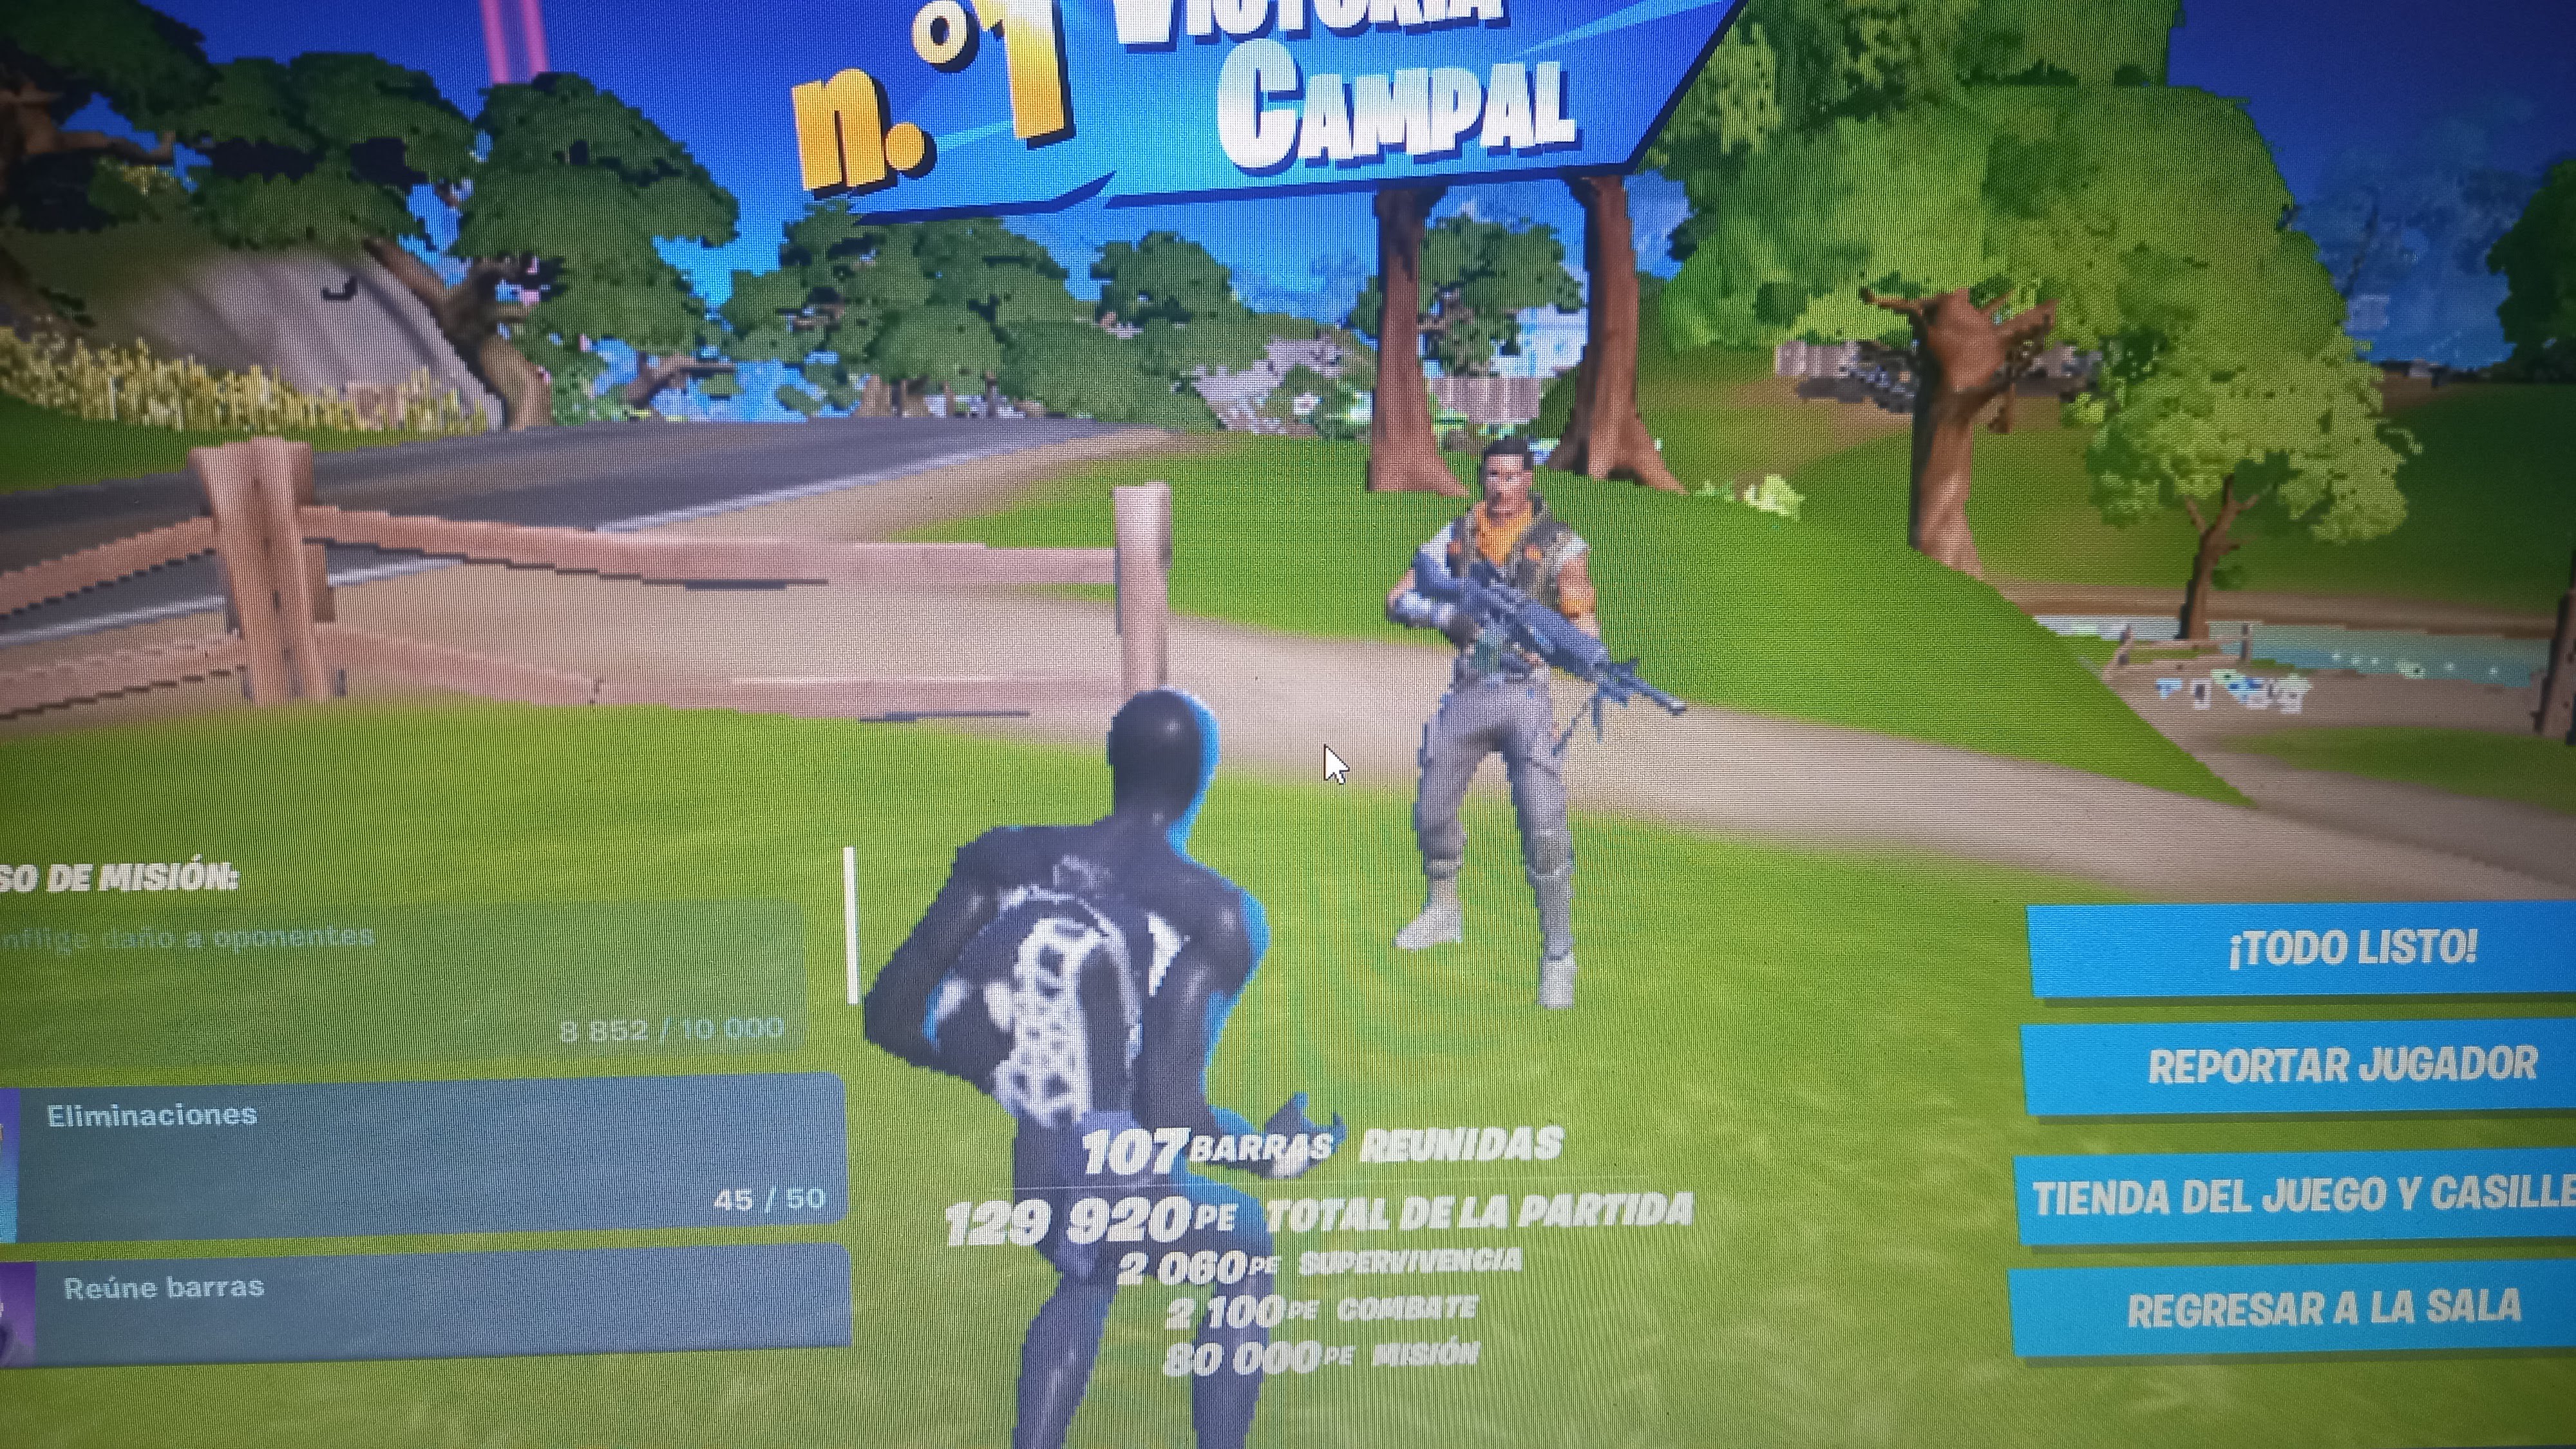 n.º1 VICTORIA
CAMPAL
SO DE MISIÓN:
nflige daño a oponentes
8 852 / 10 000
Eliminaciones
45 / 50
Reúne barras
107 BARRAS REUNIDAS
129 920 PE TOTAL DE LA PARTIDA
2 060 PE SUPERVIVENCIA
2 100 PE COMBATE
80 000 PE MISIÓN
¡TODO LISTO!
REPORTAR JUGADOR
TIENDA DEL JUEGO Y CASILLE
REGRESAR A LA SALA